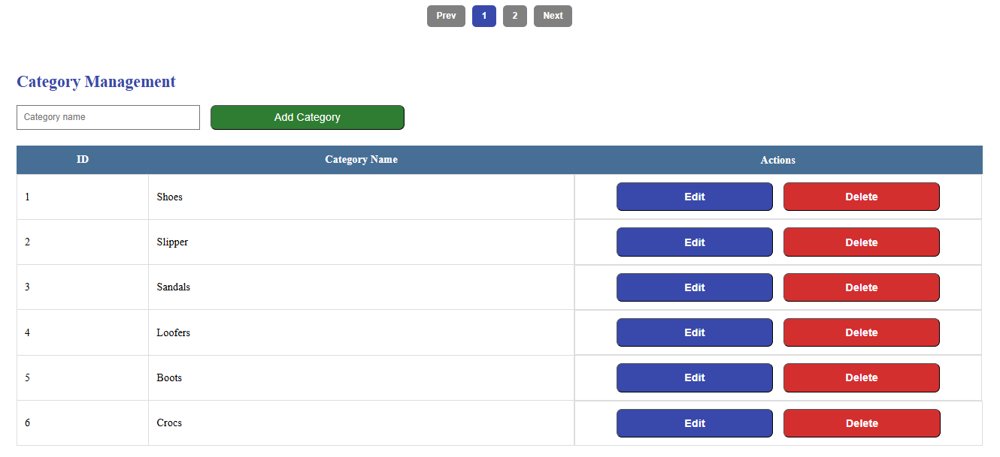 Prev 1 2 Next
Category Management
Category name Add Category
ID Category Name Actions
1 Shoes Edit Delete
2 Slipper Edit Delete
3 Sandals Edit Delete
4 Loofers Edit Delete
5 Boots Edit Delete
6 Crocs Edit Delete